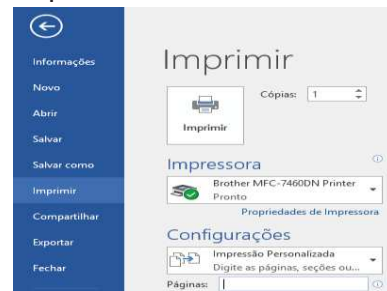 Informações
Novo
Abrir
Salvar
Salvar como
Imprimir
Compartilhar
Exportar
Fechar
Imprimir
Cópias: 1
Imprimir
Impressora
Brother MFC-7460DN Printer
Pronto
Propriedades de Impressora
Configurações
Impressão Personalizada
Digite as páginas, seções ou...
Páginas: